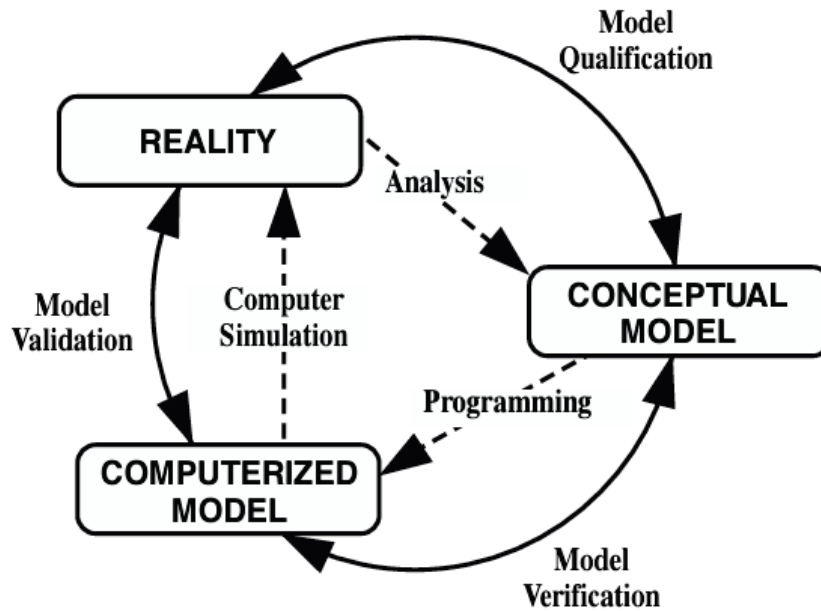 Model
Qualification
REALITY
Analysis
CONCEPTUAL
MODEL
Model
Validation
Computer
Simulation
Programming
COMPUTERIZED
MODEL
Model
Verification